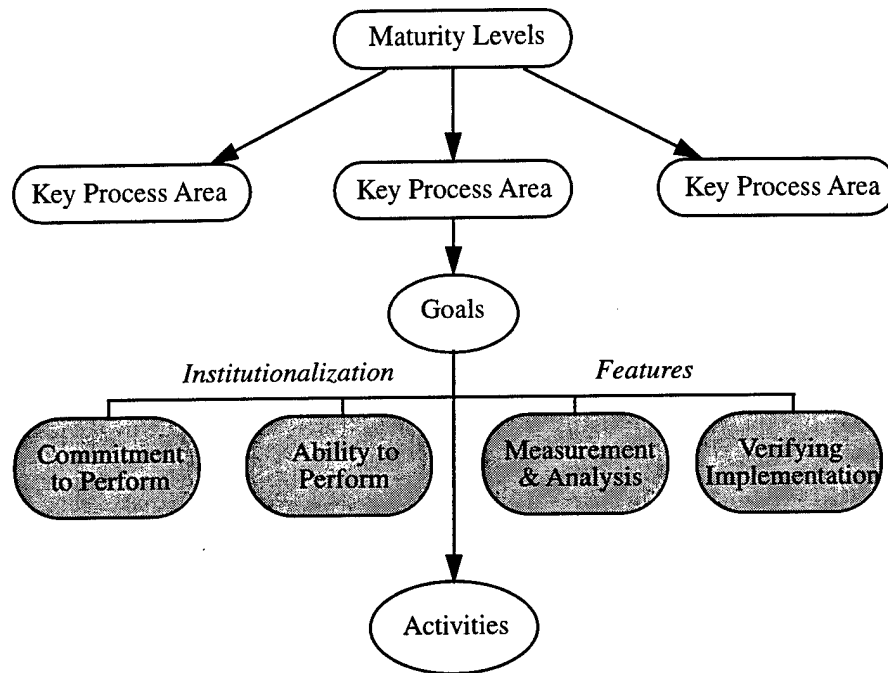 Maturity Levels
Key Process Area
Key Process Area
Key Process Area
Goals
Institutionalization
Features
Commitment
to Perform
Ability to
Perform
Measurement
& Analysis
Verifying
Implementation
Activities